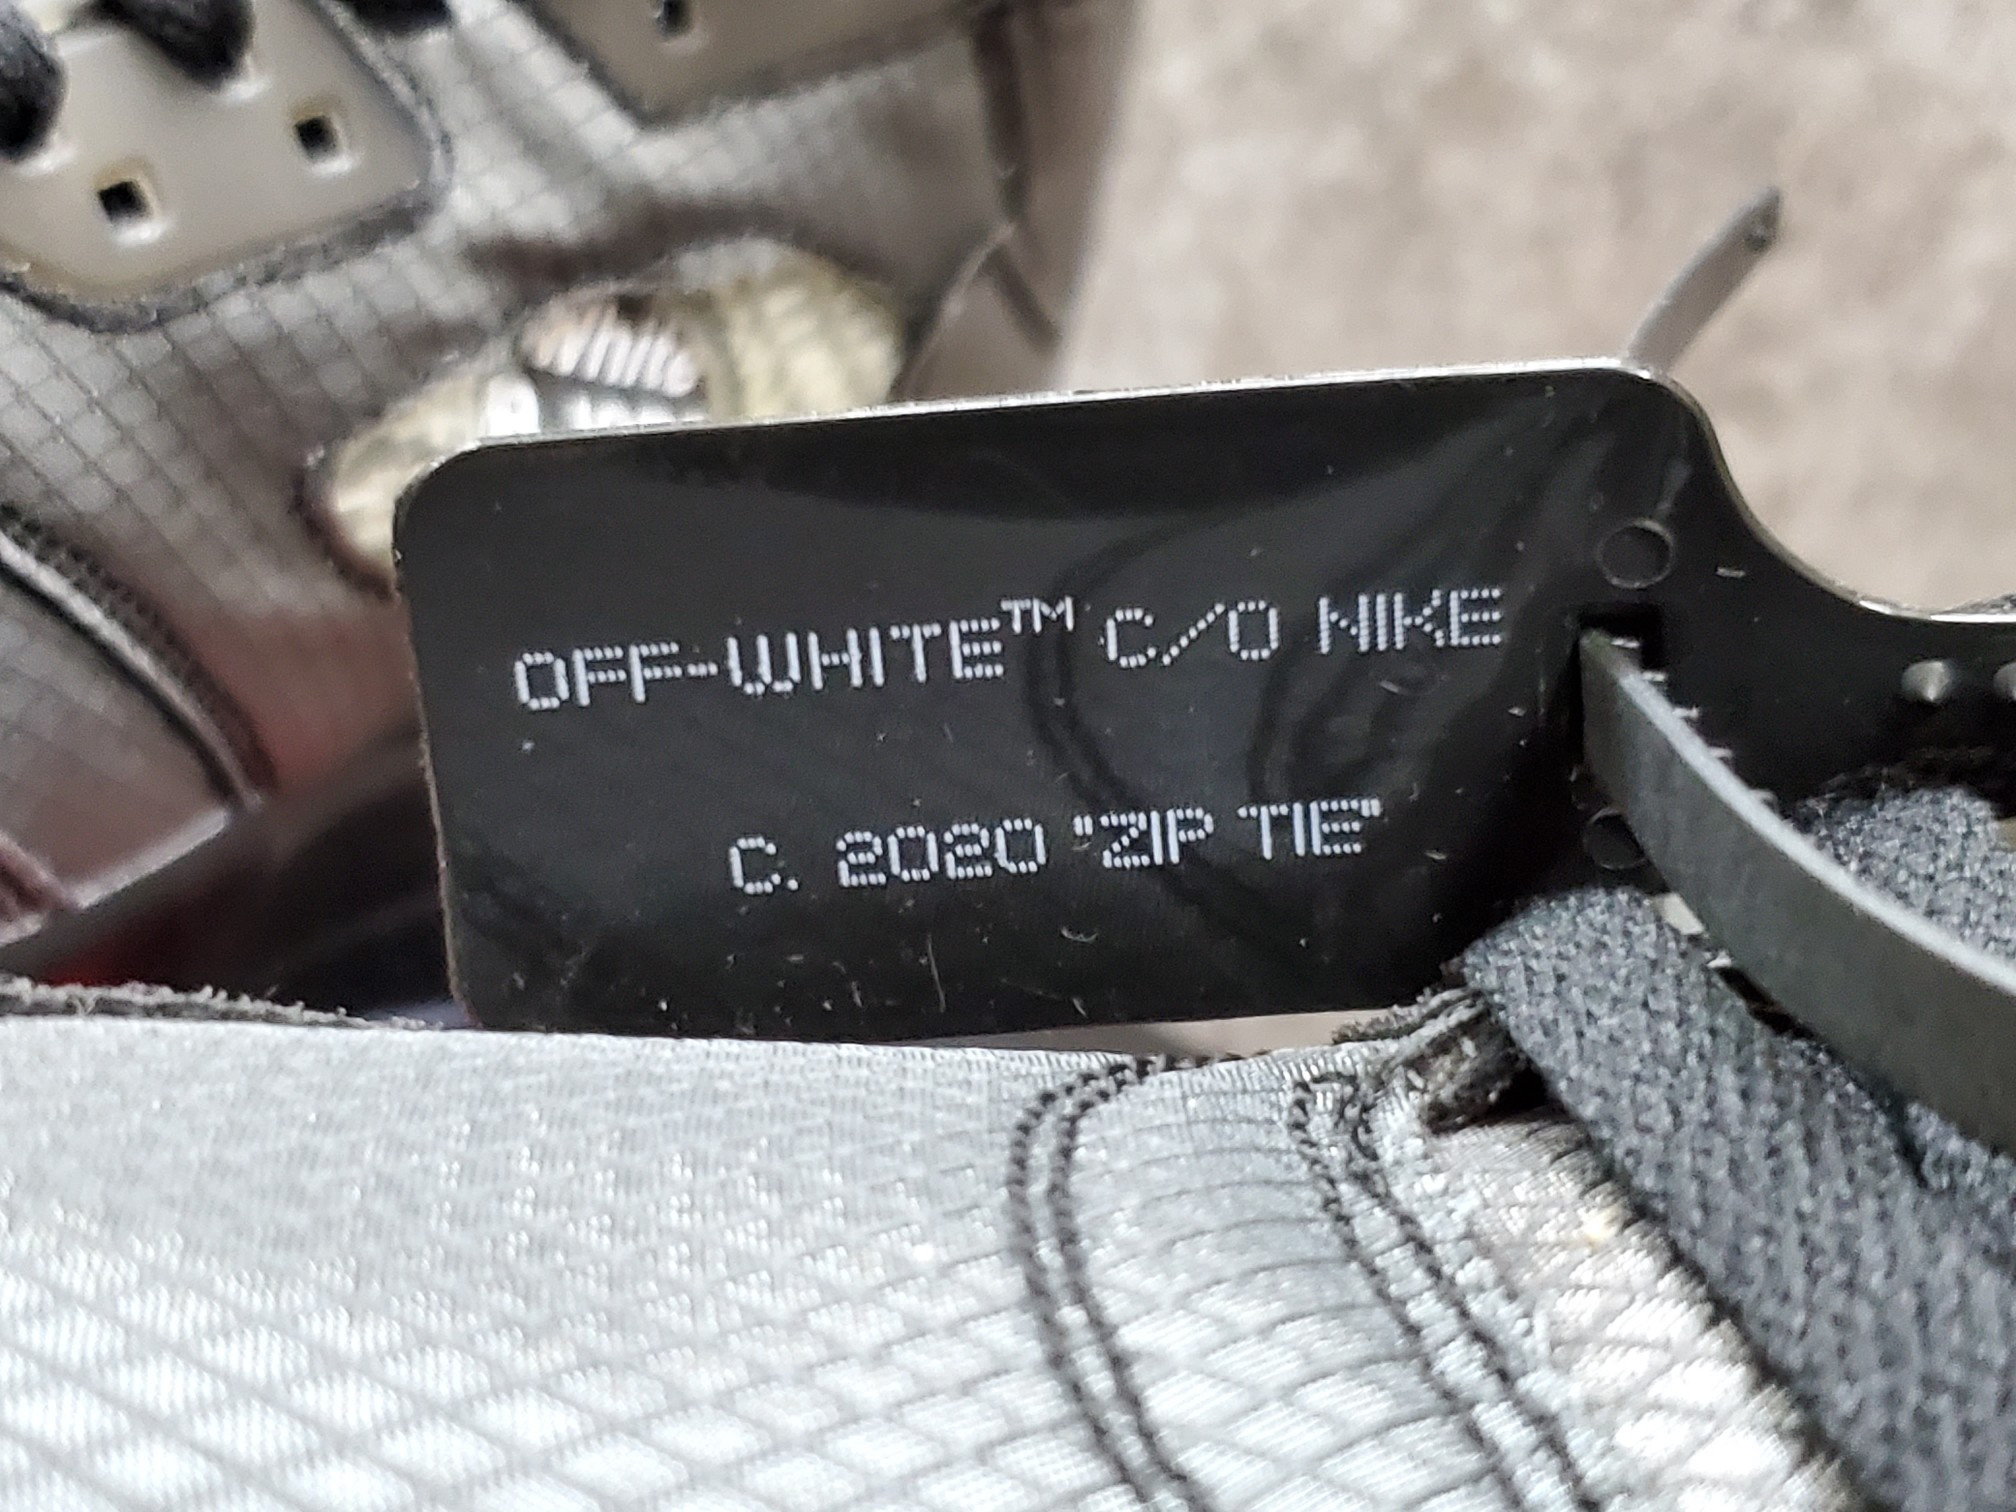 OFF-WHITE™ C/O NIKE
C. 2020 "ZIP TIE"